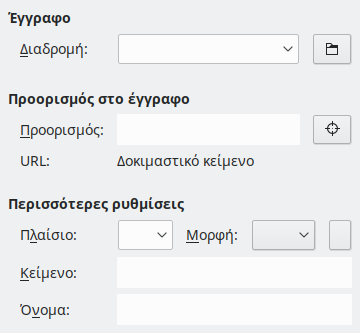 Έγγραφο
Διαδρομή:
Προορισμός στο έγγραφο
Προορισμός:
URL: Δοκιμαστικό κείμενο
Περισσότερες ρυθμίσεις
Πλαίσιο: Μορφή:
Κείμενο:
Όνομα: